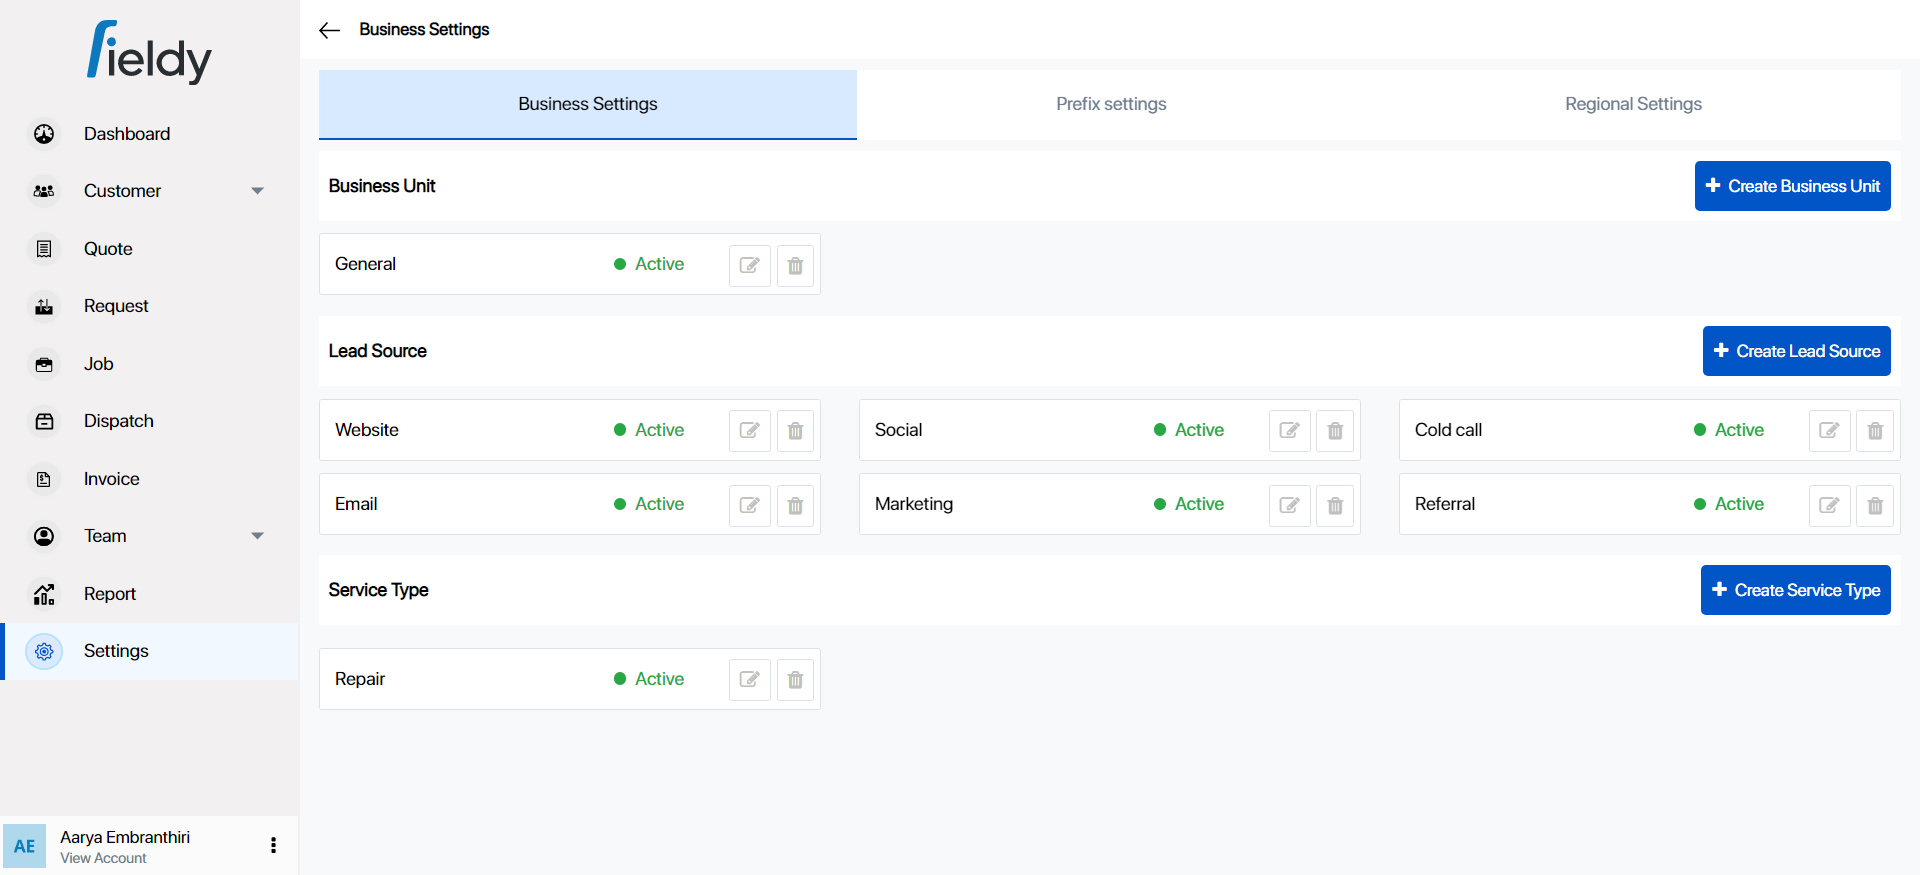 fieldy
Dashboard
Customer
Quote
Request
Job
Dispatch
Invoice
Team
Report
Settings
AE
Aarya Embranthiri
View Account
Business Settings
Business Settings
Prefix settings
Regional Settings
Business Unit
+ Create Business Unit
General
Active
Lead Source
+ Create Lead Source
Website
Active
Social
Active
Cold call
Active
Email
Active
Marketing
Active
Referral
Active
Service Type
+ Create Service Type
Repair
Active